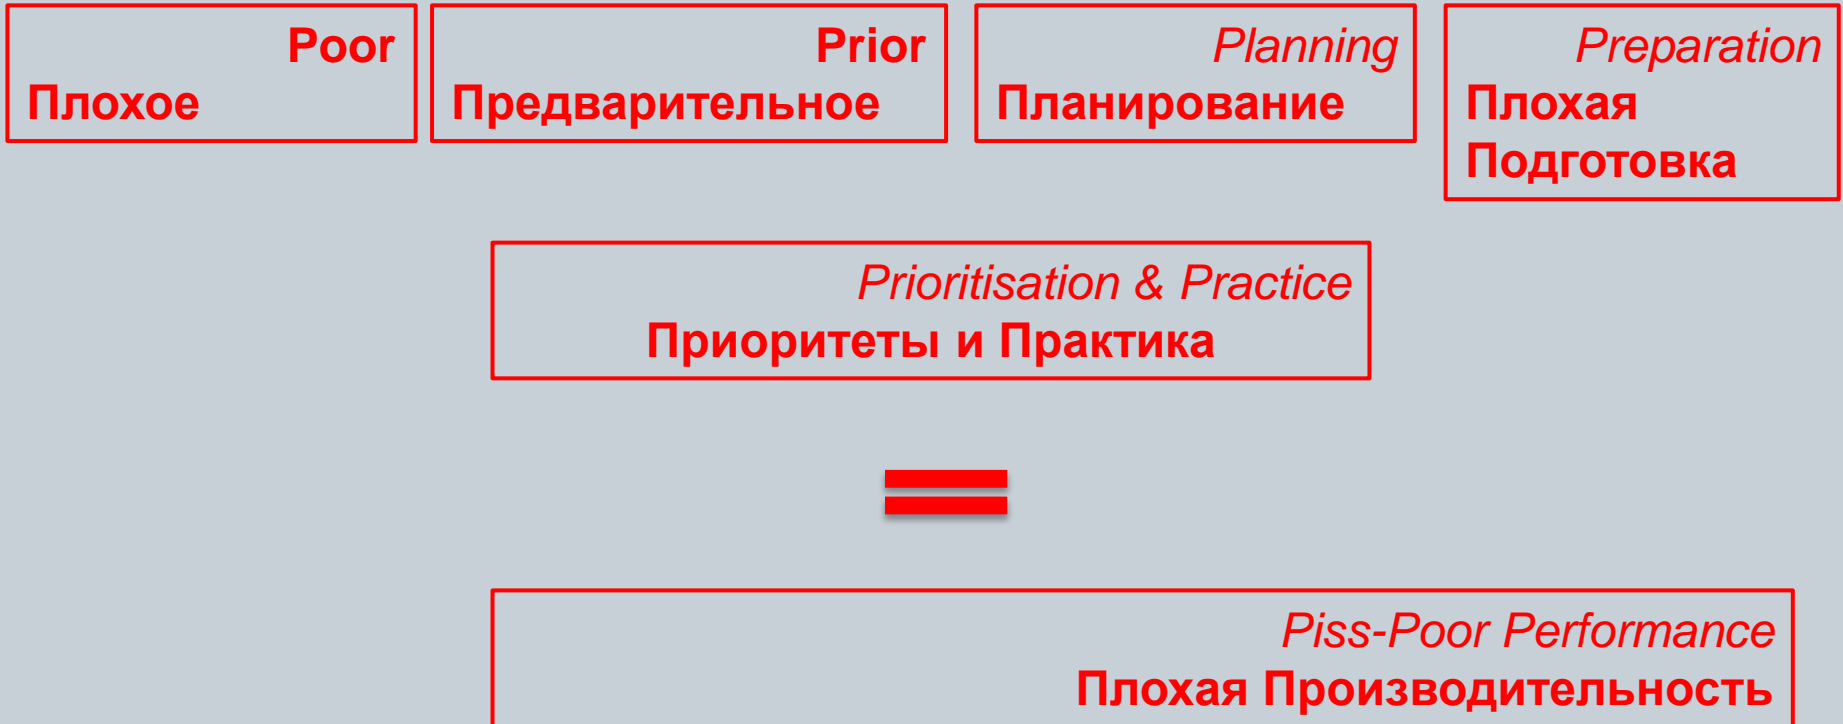 Poor
Плохое
Prior
Предварительное
Planning
Планирование
Preparation
Плохая
Подготовка
Prioritisation & Practice
Приоритеты и Практика
=
Piss-Poor Performance
Плохая Производительность